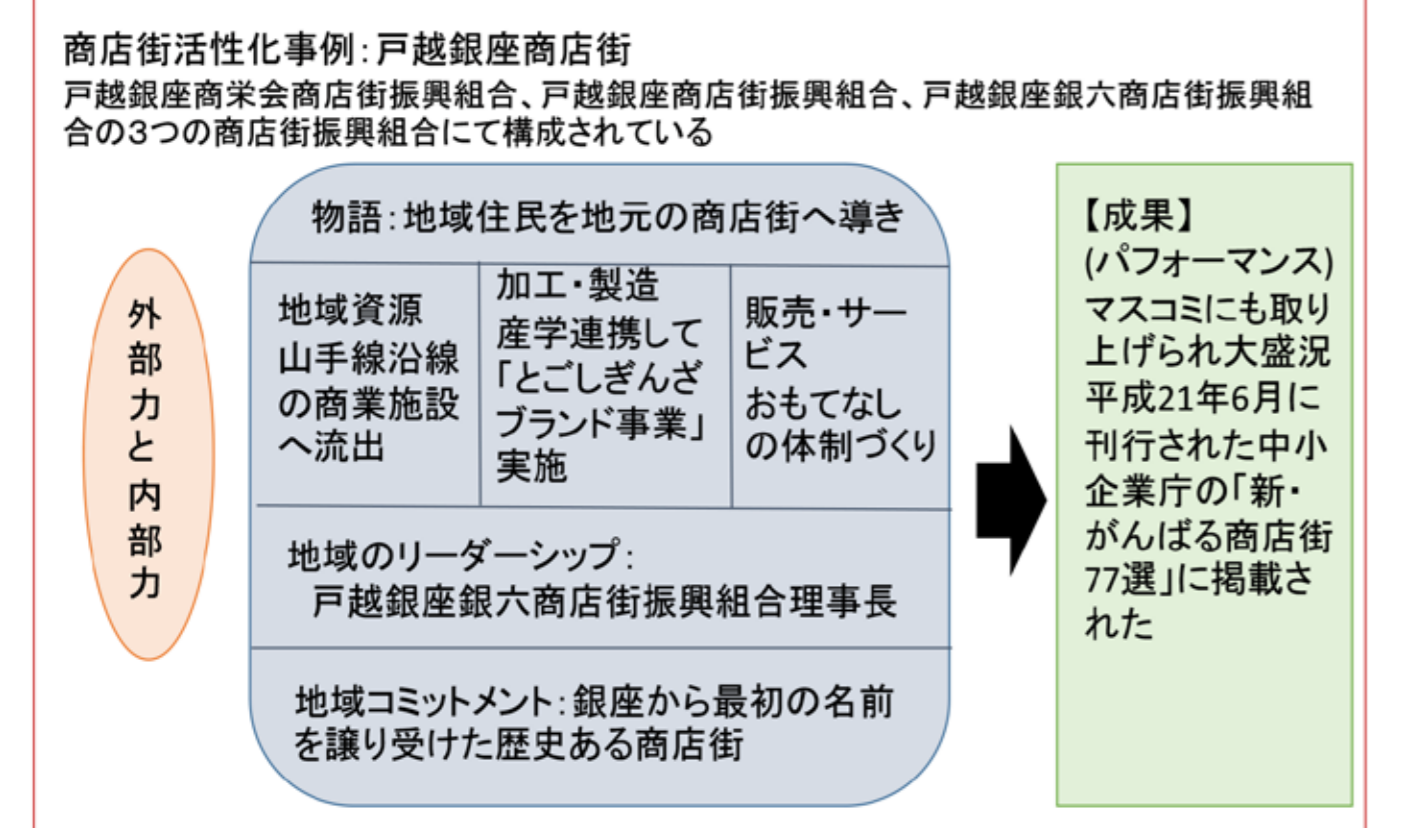 商店街活性化事例：戸越銀座商店街
戸越銀座商栄会商店街振興組合、戸越銀座商店街振興組合、戸越銀座銀六商店街振興組
合の３つの商店街振興組合にて構成されている
外部力と内部力
物語：地域住民を地元の商店街へ導き
地域資源
山手線沿線
の商業施設
へ流出
加工・製造
産学連携して
「とごしぎんざ
ブランド事業」
実施
販売・サー
ビス
おもてなし
の体制づくり
地域のリーダーシップ：
戸越銀座銀六商店街振興組合理事長
地域コミットメント：銀座から最初の名前
を譲り受けた歴史ある商店街
【成果】
(パフォーマンス)
マスコミにも取り
上げられ大盛況
平成21年6月に
刊行された中小
企業庁の「新・
がんばる商店街
77選」に掲載さ
れた